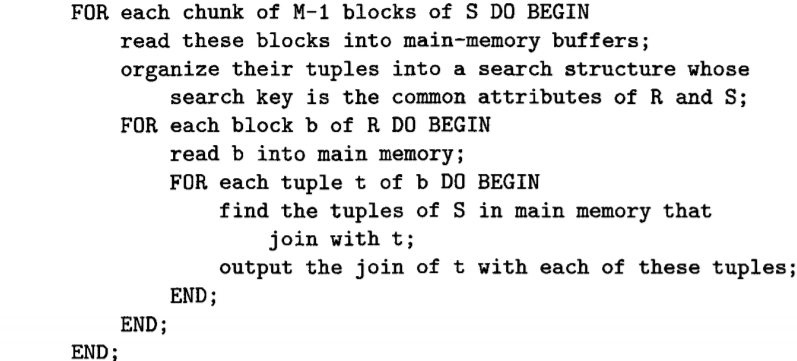 FOR each chunk of M-1 blocks of S DO BEGIN
read these blocks into main-memory buffers;
organize their tuples into a search structure whose
search key is the common attributes of R and S;
FOR each block b of R DO BEGIN
read b into main memory;
FOR each tuple t of b DO BEGIN
find the tuples of S in main memory that
join with t;
output the join of t with each of these tuples;
END;
END;
END;